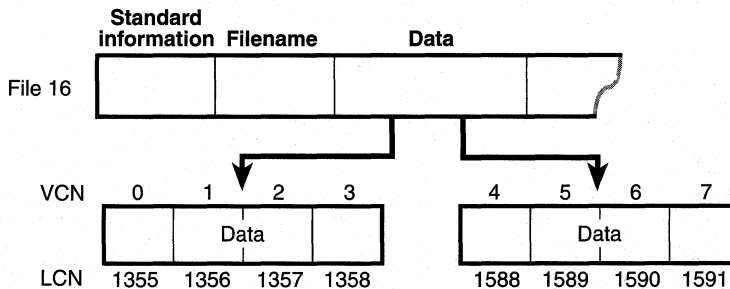 Standard
information Filename Data
File 16
VCN 0 1 2 3 4 5 6 7
Data Data
LCN 1355 1356 1357 1358 1588 1589 1590 1591